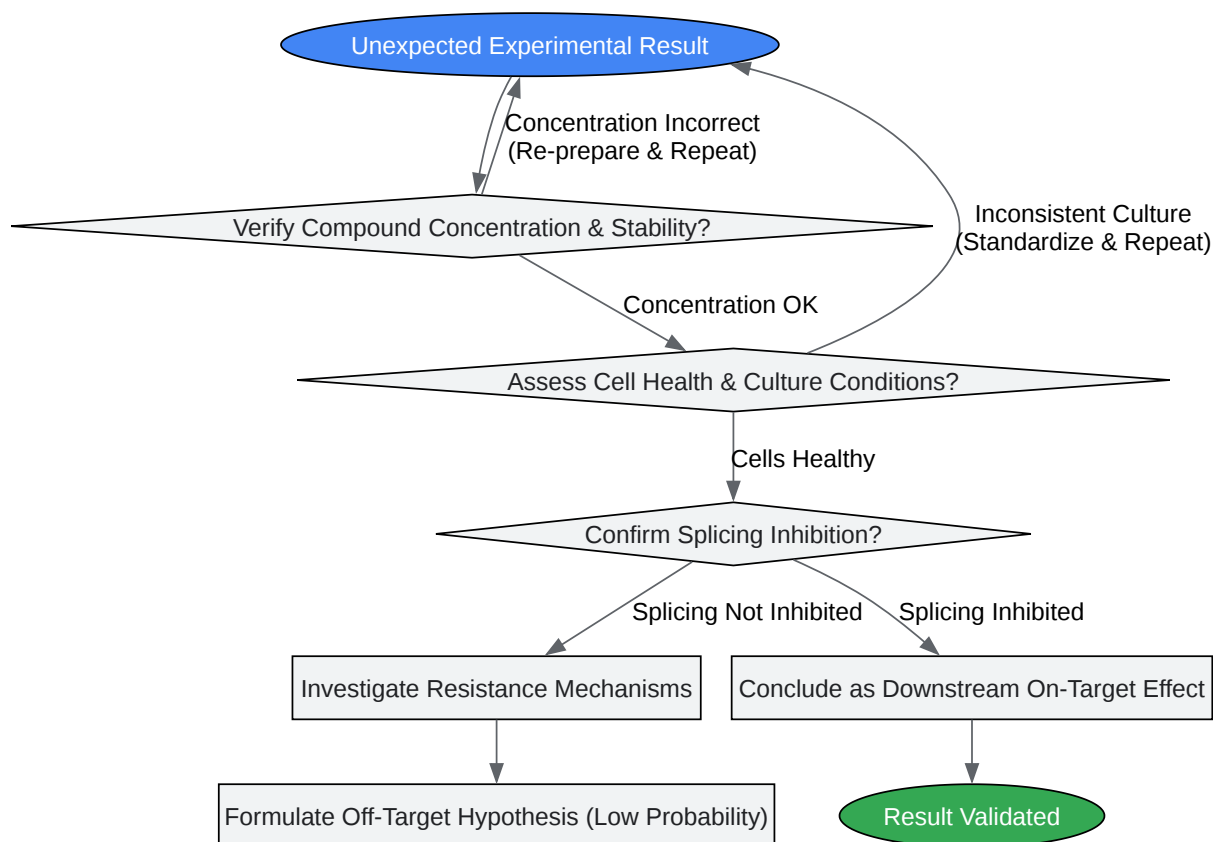 Unexpected Experimental Result
Concentration Incorrect
(Re-prepare & Repeat)
Verify Compound Concentration & Stability?
Inconsistent Culture
(Standardize & Repeat)
Concentration OK
Assess Cell Health & Culture Conditions?
Cells Healthy
Confirm Splicing Inhibition?
Splicing Not Inhibited
Splicing Inhibited
Investigate Resistance Mechanisms
Conclude as Downstream On-Target Effect
Formulate Off-Target Hypothesis (Low Probability)
Result Validated